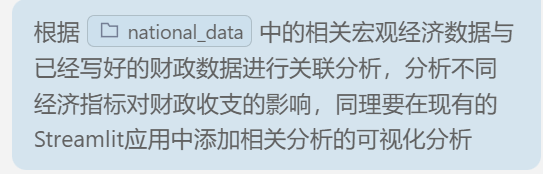 根据 national_data 中的相关宏观经济数据与
已经写好的财政数据进行关联分析，分析不同
经济指标对财政收支的影响，同理要在现有的
Streamlit应用中添加相关分析的可视化分析